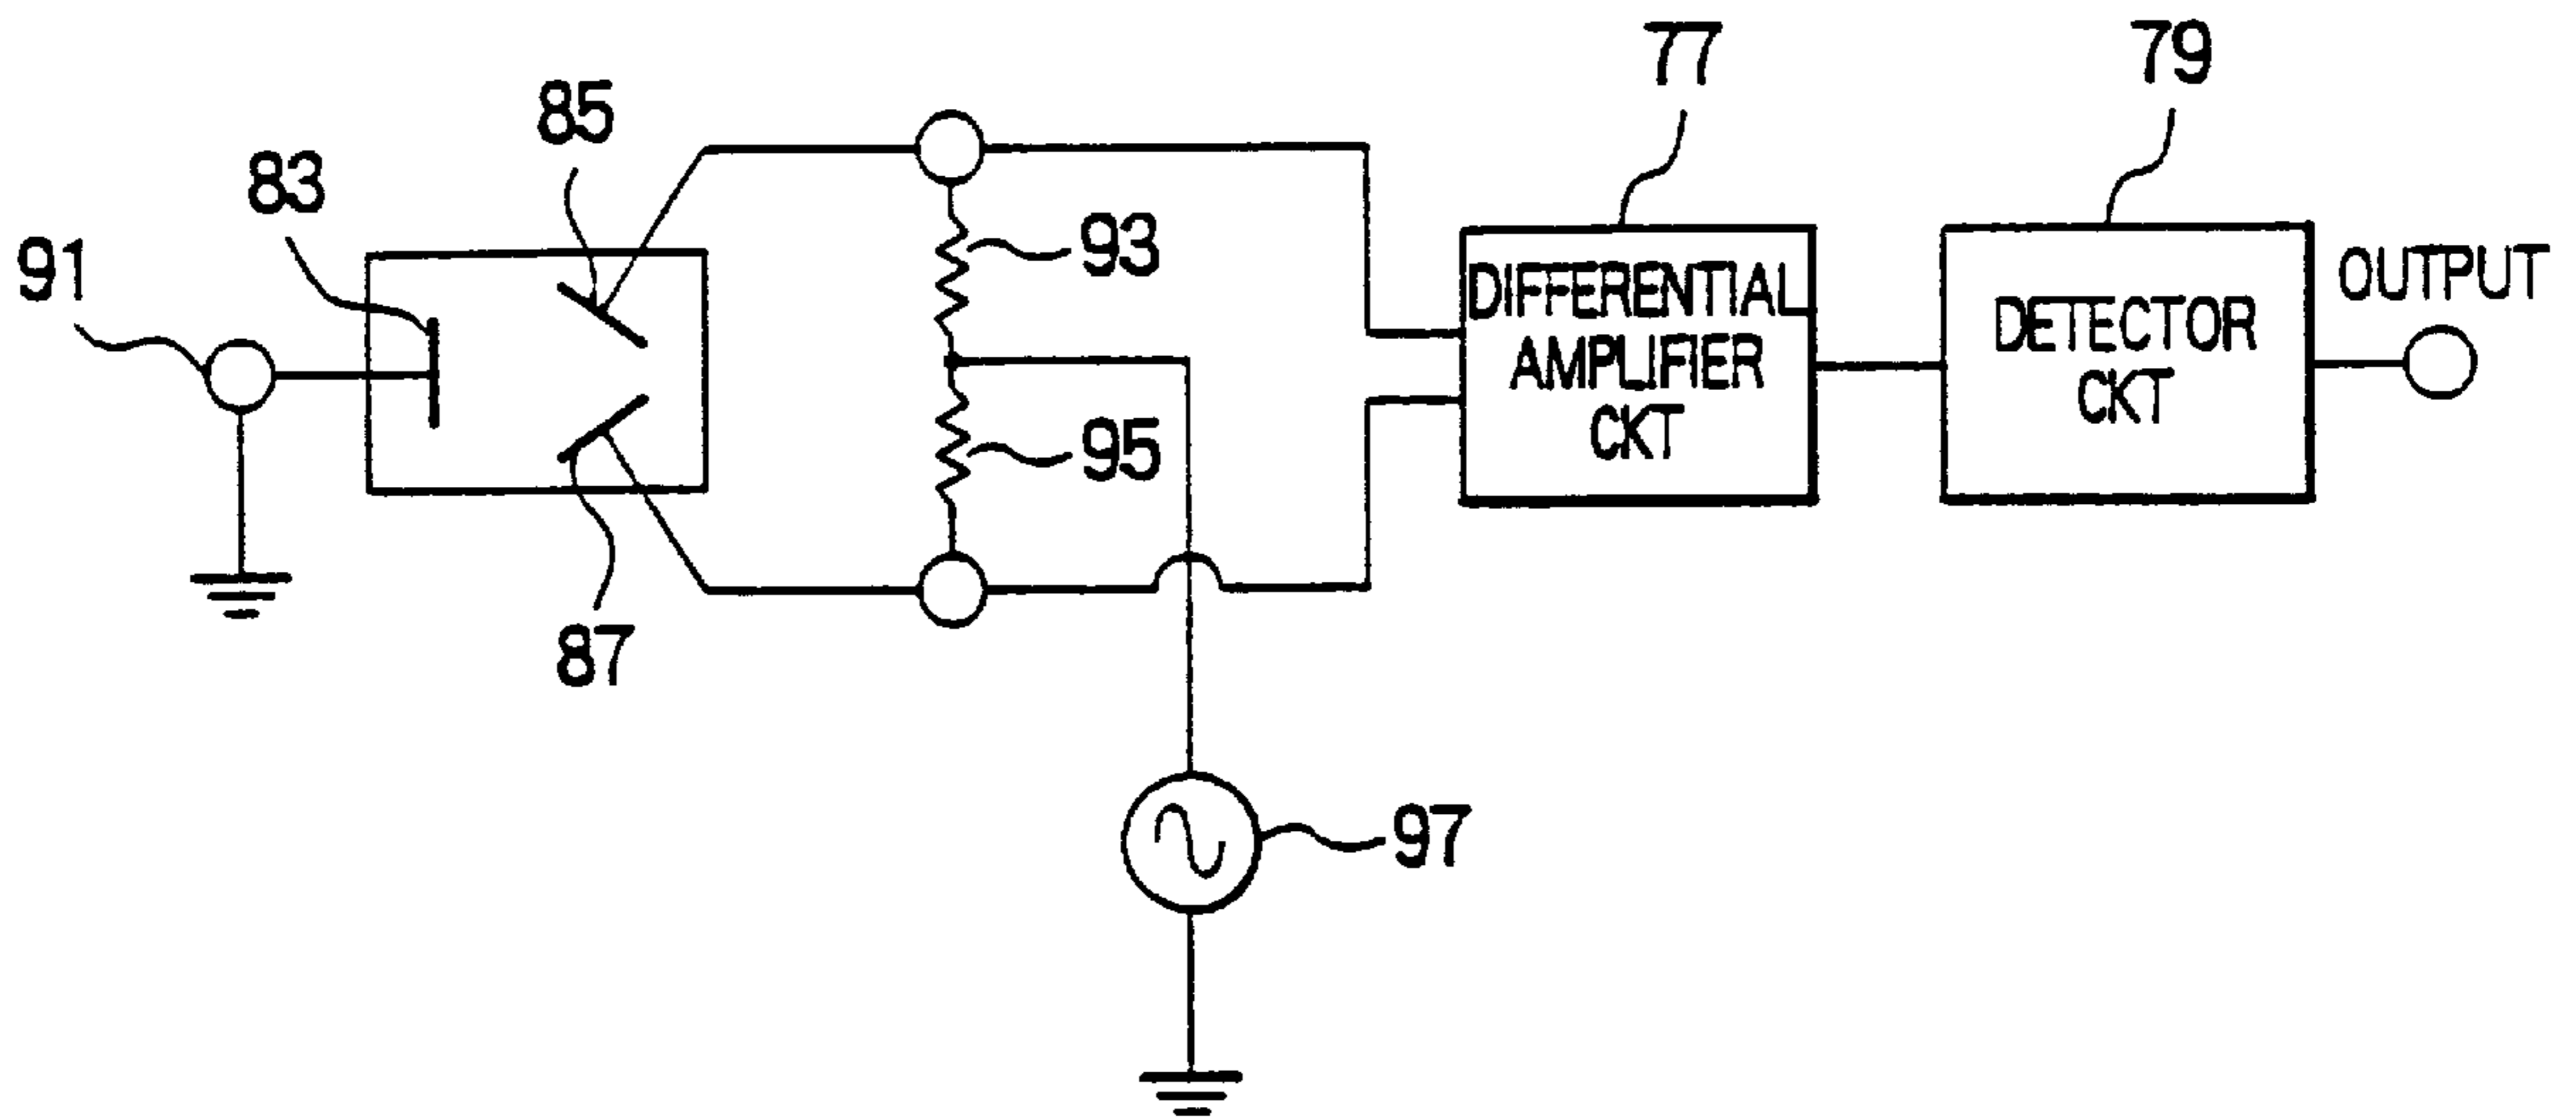 77
79
85
83
91
93
95
DIFFERENTIAL
AMPLIFIER
CKT
DETECTOR
CKT
OUTPUT
87
97